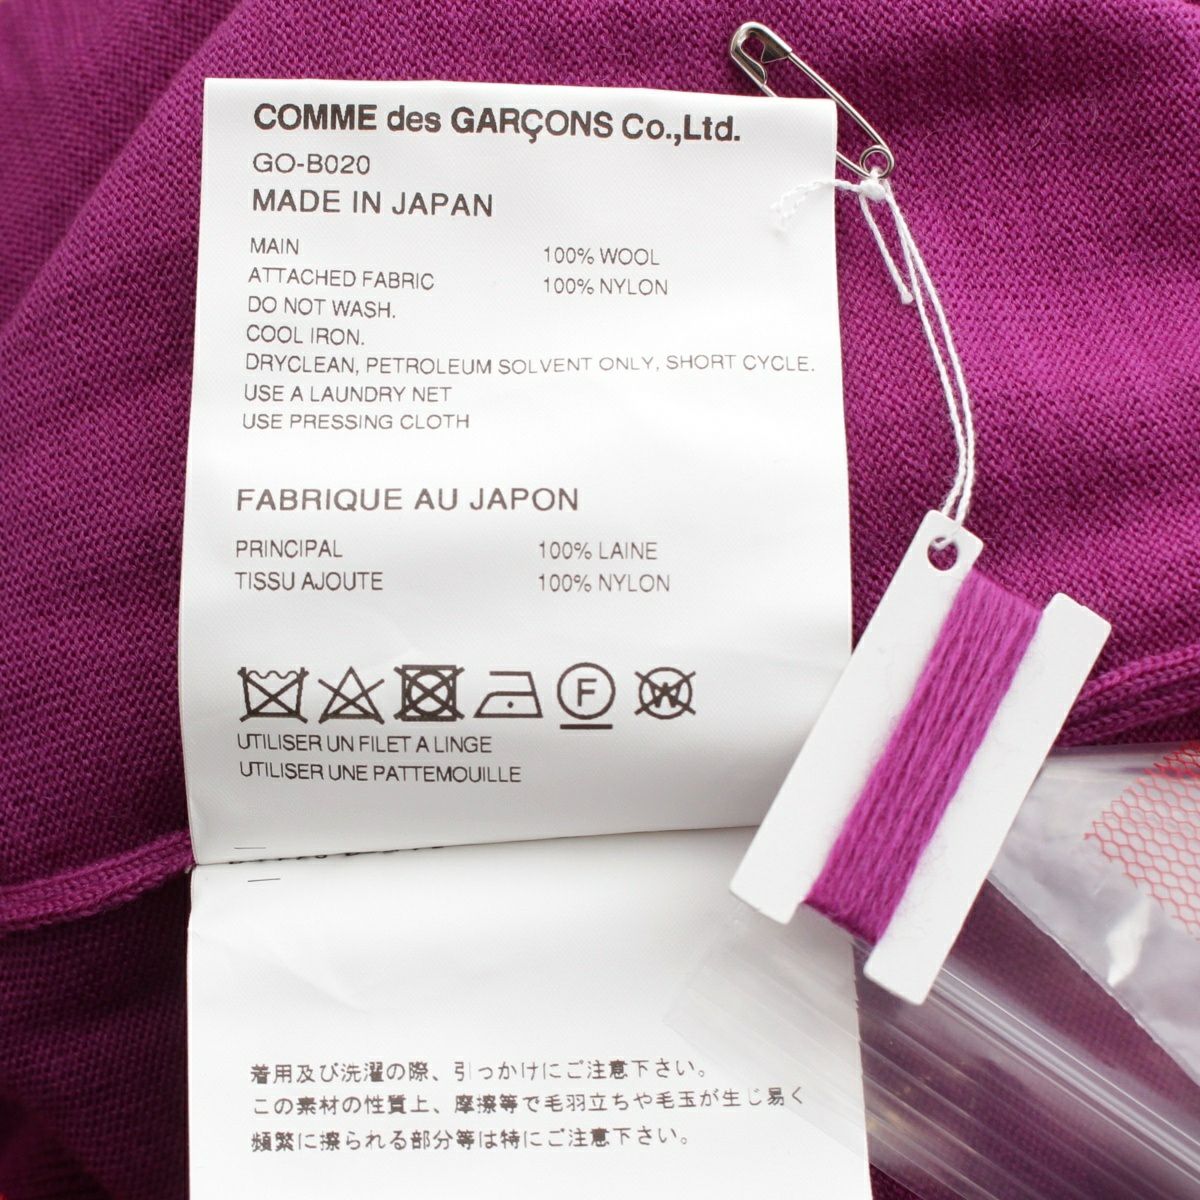 COMME des GARÇONS Co.,Ltd.
GO-B020
MADE IN JAPAN
MAIN 100% WOOL
ATTACHED FABRIC 100% NYLON
DO NOT WASH.
COOL IRON.
DRYCLEAN, PETROLEUM SOLVENT ONLY, SHORT CYCLE.
USE A LAUNDRY NET
USE PRESSING CLOTH
FABRIQUE AU JAPON
PRINCIPAL 100% LAINE
TISSU AJOUTE 100% NYLON
F W
UTILISER UN FILET A LINGE
UTILISER UNE PATTEMOUILLE
着用及び洗濯の際、引っかけにご注意下さい。
この素材の性質上、摩擦等で毛羽立ちや毛玉が生じ易く
頻繁に擦られる部分等は特にご注意下さい。